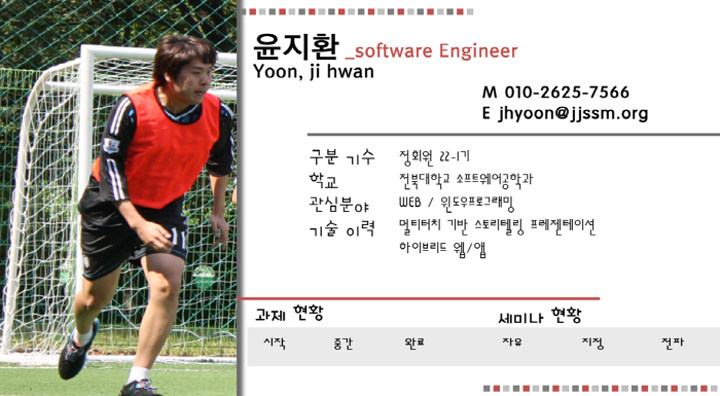 윤지환 _software Engineer
Yoon, ji hwan
M 010-2625-7566
E jhyoon@jjssm.org
구분 기수 정회원 22-1기
학교 전북대학교 소프트웨어공학과
관심분야 WEB / 윈도우프로그래밍
기술 이력 멀티터치 기반 스토리텔링 프레젠테이션
하이브리드 웹/앱
과제 현황 세미나 현황
시작 중간 완료 자유 지정 전파
11